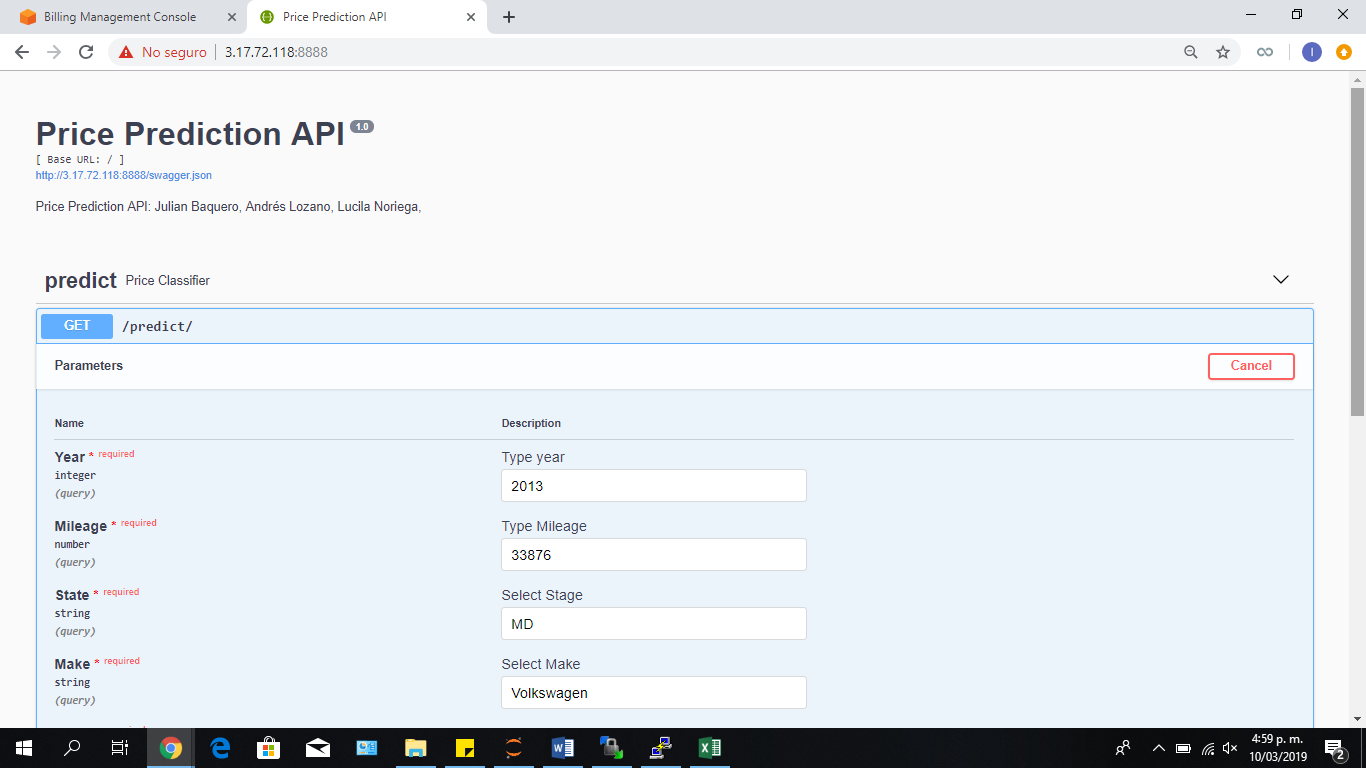 Billing Management Console
Price Prediction API
No seguro
3.17.72.118:8888
I
Price Prediction API 1.0
[ Base URL: / ]
http://3.17.72.118:8888/swagger.json
Price Prediction API: Julian Baquero, Andrés Lozano, Lucila Noriega,
predict Price Classifier
GET /predict/
Parameters
Cancel
Name Description
Year * required
integer
(query)
Type year
2013
Mileage * required
number
(query)
Type Mileage
33876
State * required
string
(query)
Select Stage
MD
Make * required
string
(query)
Select Make
Volkswagen
4:59 p. m.
10/03/2019
2